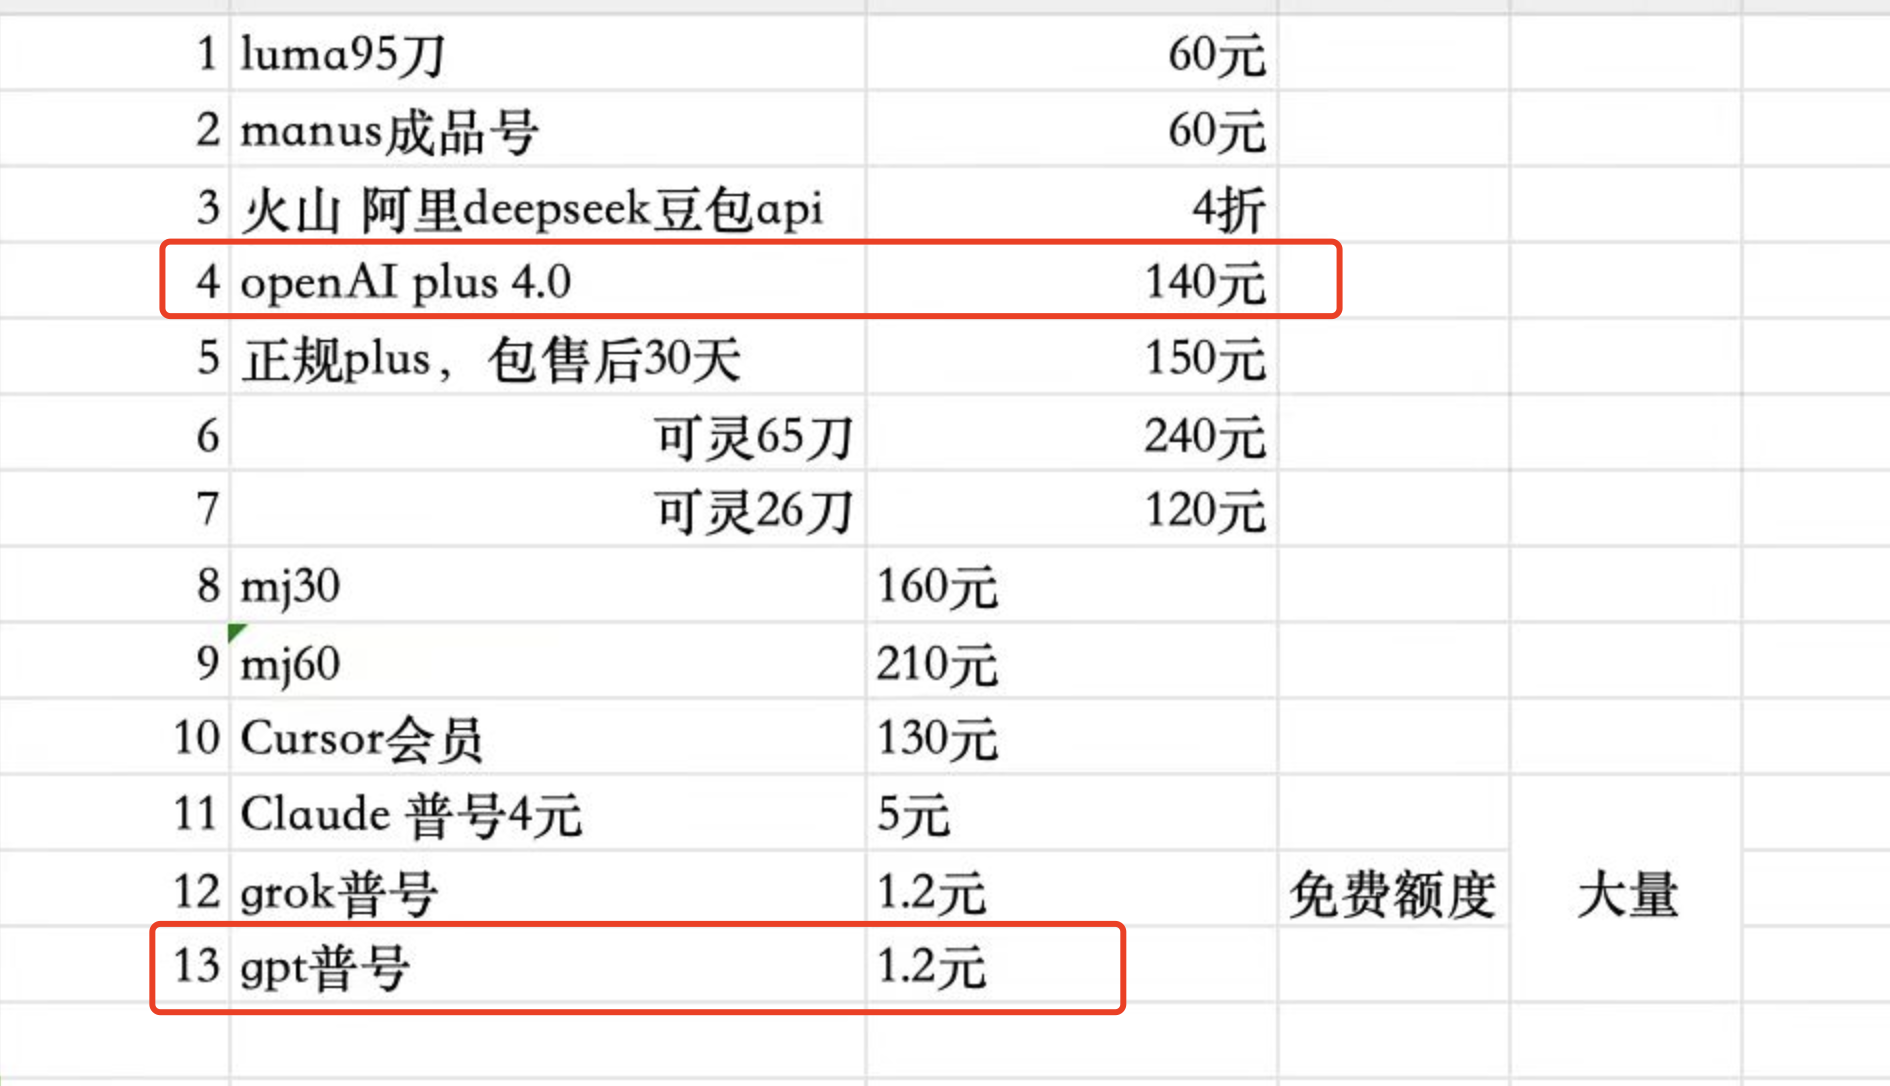 1 luma95刀 60元
2 manus成品号 60元
3 火山 阿里deepseek豆包api 4折
4 openAI plus 4.0 140元
5 正规plus，包售后30天 150元
6 可灵65刀 240元
7 可灵26刀 120元
8 mj30 160元
9 mj60 210元
10 Cursor会员 130元
11 Claude 普号4元 5元
12 grok普号 1.2元 免费额度 大量
13 gpt普号 1.2元